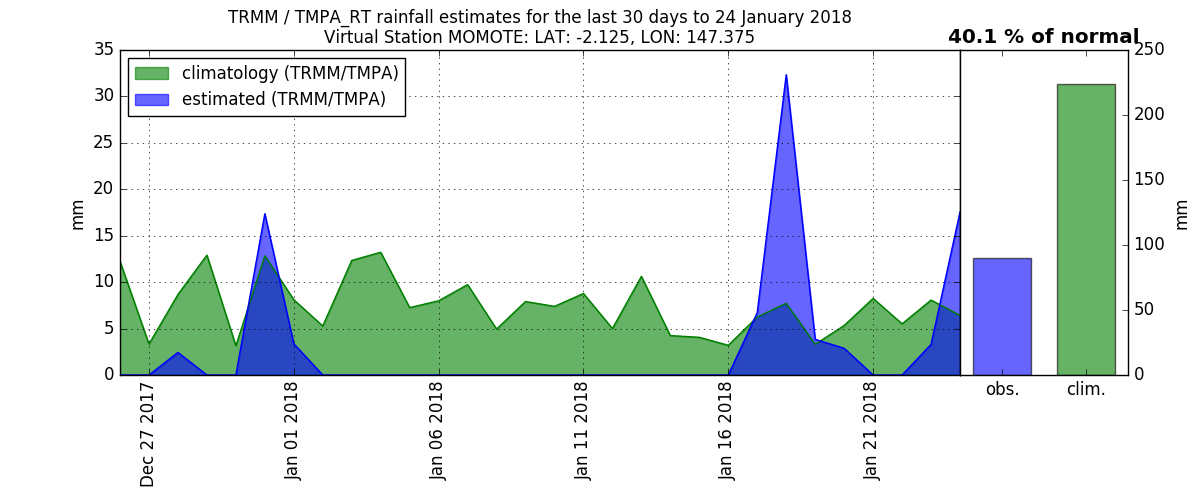 TRMM / TMPA_RT rainfall estimates for the last 30 days to 24 January 2018
Virtual Station MOMOTE: LAT: -2.125, LON: 147.375
40.1 % of normal
climatology (TRMM/TMPA)
estimated (TRMM/TMPA)
mm
35
30
25
20
15
10
5
0
Dec 27 2017
Jan 01 2018
Jan 06 2018
Jan 11 2018
Jan 16 2018
Jan 21 2018
obs.
clim.
250
200
150
100
50
0
mm